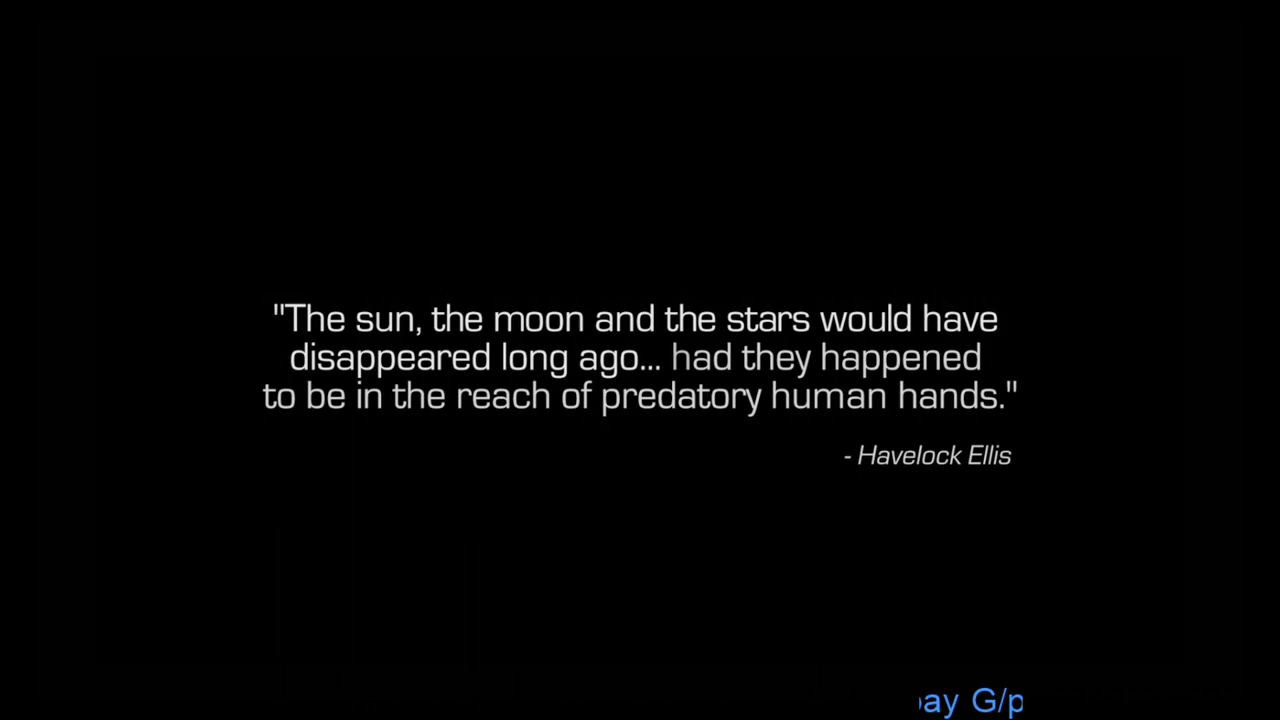 "The sun, the moon and the stars would have
disappeared long ago... had they happened
to be in the reach of predatory human hands."
- Havelock Ellis
G/p